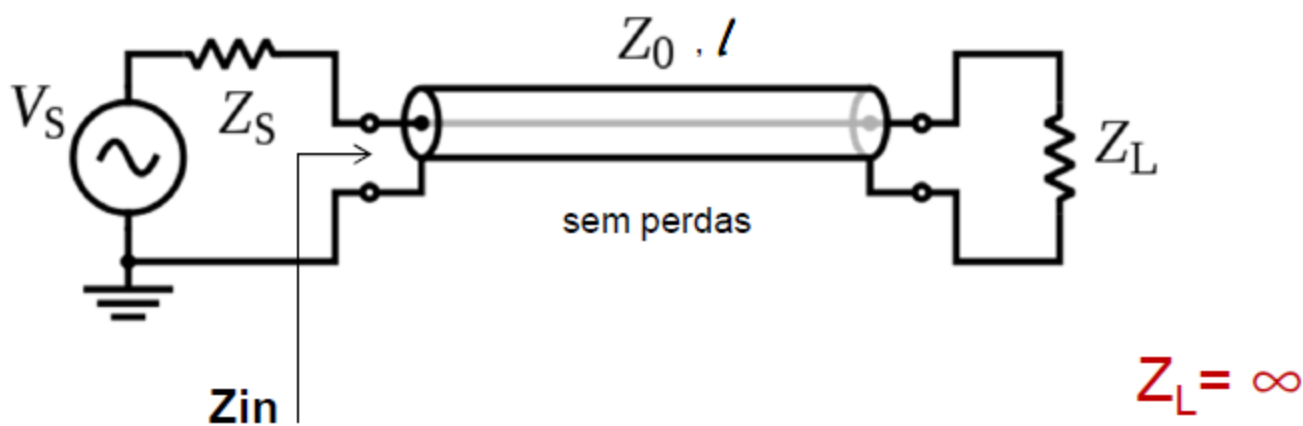 Z0 , l
VS
ZS
ZL
sem perdas
Zin
ZL= ∞